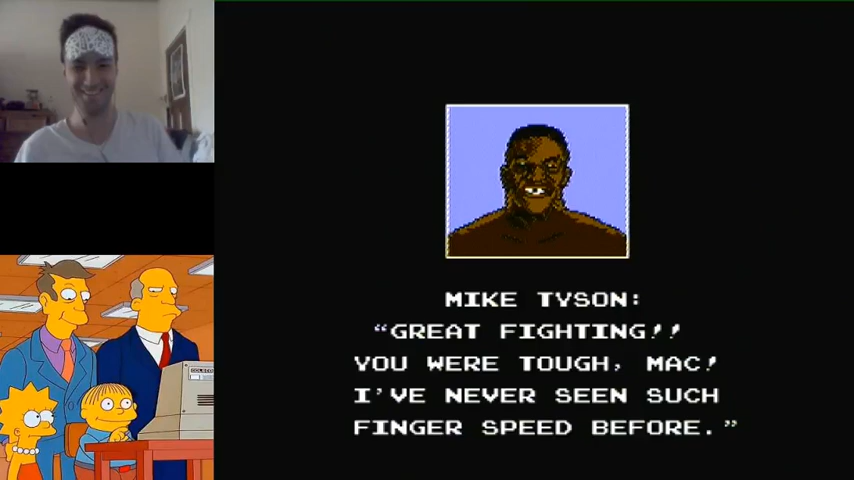 MIKE TYSON:
“GREAT FIGHTING!!
YOU WERE TOUGH, MAC!
I'VE NEVER SEEN SUCH
FINGER SPEED BEFORE.”